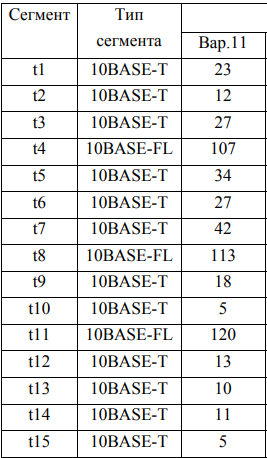 Сегмент Тип сегмента Вар.11
t1 10BASE-T 23
t2 10BASE-T 12
t3 10BASE-T 27
t4 10BASE-FL 107
t5 10BASE-T 34
t6 10BASE-T 27
t7 10BASE-T 42
t8 10BASE-FL 113
t9 10BASE-T 18
t10 10BASE-T 5
t11 10BASE-FL 120
t12 10BASE-T 13
t13 10BASE-T 10
t14 10BASE-T 11
t15 10BASE-T 5